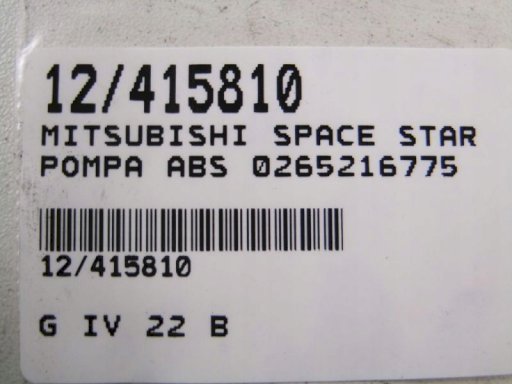 12/415810
MITSUBISHI SPACE STAR
POMPA ABS 0265216775
12/415810
G IV 22 B